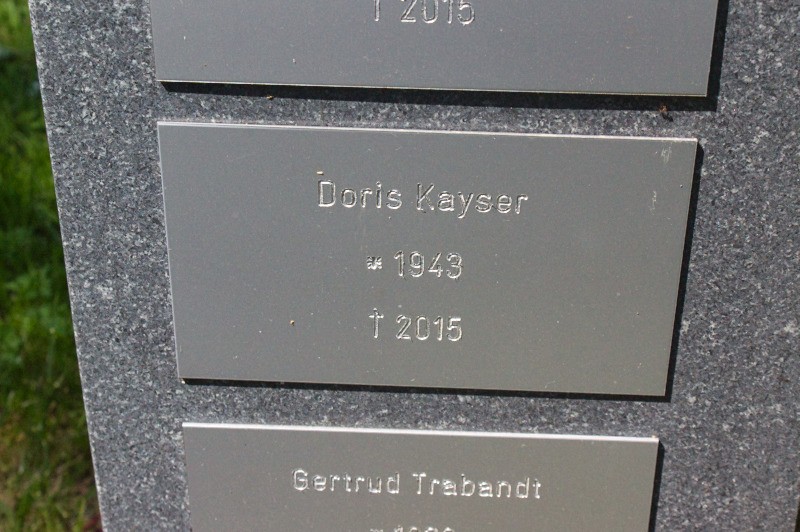 † 2015
Doris Kayser
* 1943
† 2015
Gertrud Trabandt